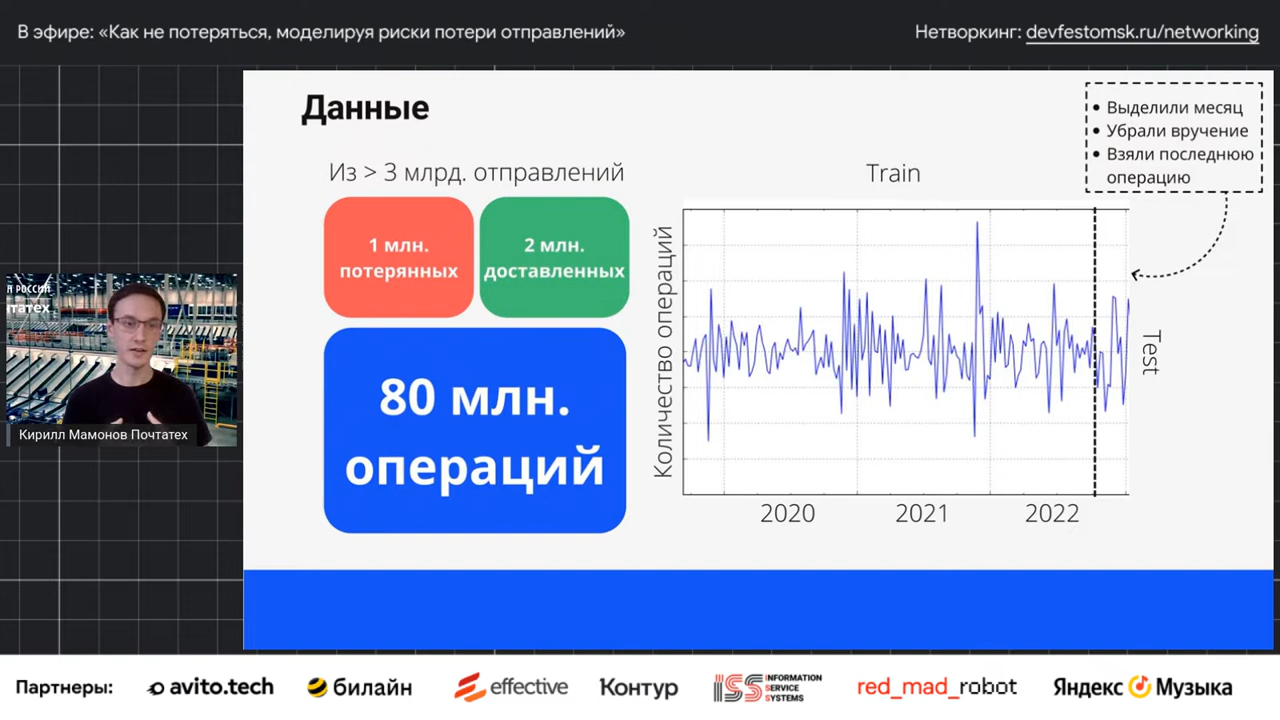 В эфире: «Как не потеряться, моделируя риски потери отправлений»
Нетворкинг: devfestomsk.ru/networking
Данные
Из > 3 млрд. отправлений
1 млн.
потерянных
2 млн.
доставленных
80 млн.
операций
Train
• Выделили месяц
• Убрали вручение
• Взяли последнюю
операцию
Количество операций
Test
2020
2021
2022
Кирилл Мамонов Почтатех
Партнеры:
avito.tech
билайн
effective
Контур
ISS INFORMATION
SERVICE
SYSTEMS
red_mad_robot
Яндекс Музыка